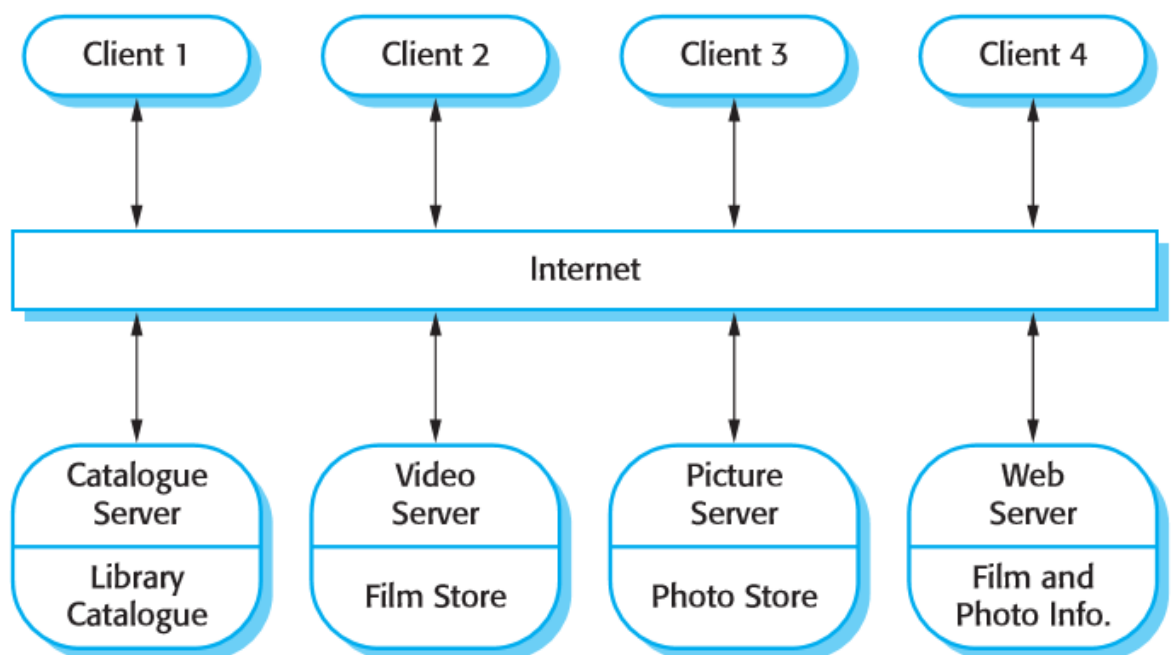 Client 1
Client 2
Client 3
Client 4
Internet
Catalogue
Server
Library
Catalogue
Video
Server
Film Store
Picture
Server
Photo Store
Web
Server
Film and
Photo Info.